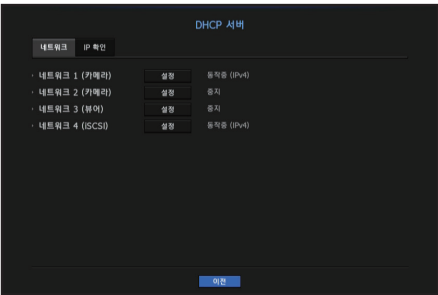 DHCP 서버
네트워크 IP 확인
· 네트워크 1 (카메라) 설정 동작중 (IPv4)
· 네트워크 2 (카메라) 설정 중지
· 네트워크 3 (뷰어) 설정 중지
· 네트워크 4 (iSCSI) 설정 동작중 (IPv4)
이전